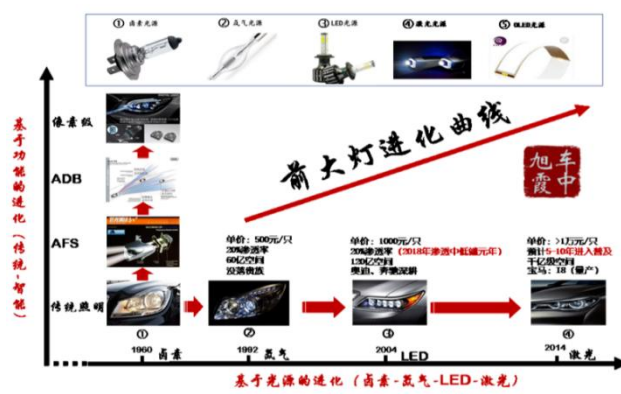 ① 卤素光源
② 氙气光源
③ LED光源
④ 激光光源
⑤ OLED光源
前大灯进化曲线
旭霞
车中
基于功能的进化(传统-智能)
像素级
ADB
AFS
传统照明
单价:500元/只
20%渗透率
60亿空间
没落贵族
单价:1000元/只
20%渗透率(2018年渗透中低端元年)
120亿空间
奥迪、奔驰深耕
单价:>1万元/只
预计5-10年进入普及
千亿级空间
宝马:I8(量产)
①
②
③
④
1960 卤素
1992 氙气
2004 LED
2014 激光
基于光源的进化(卤素-氙气-LED-激光)